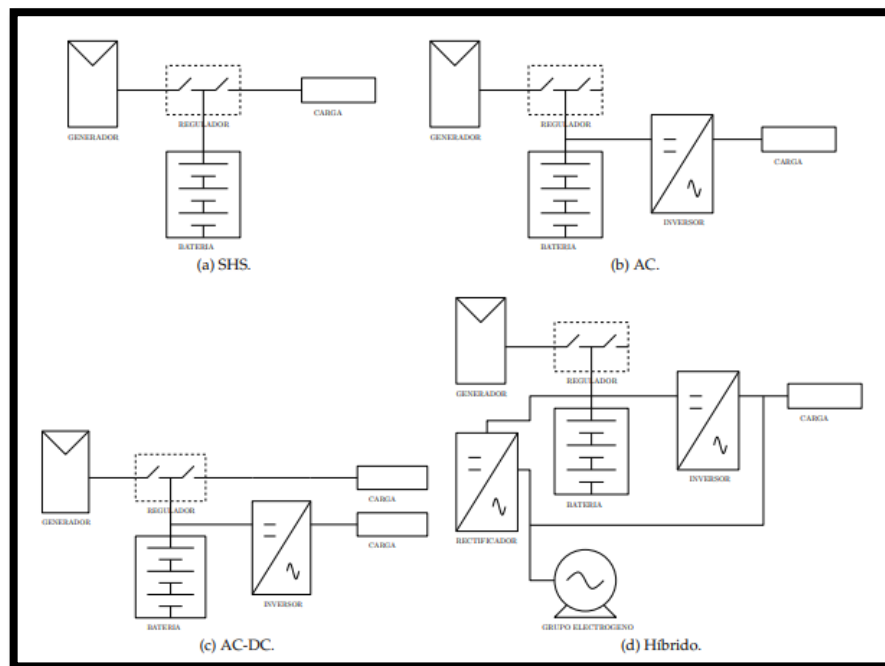 CARGA
GENERADOR
REGULADOR
BATERIA
(a) SHS.
GENERADOR
REGULADOR
CARGA
INVERSOR
BATERIA
(b) AC.
GENERADOR
REGULADOR
CARGA
CARGA
INVERSOR
BATERIA
(c) AC-DC.
GENERADOR
REGULADOR
CARGA
INVERSOR
BATERIA
RECTIFICADOR
GRUPO ELECTROGENO
(d) Híbrido.